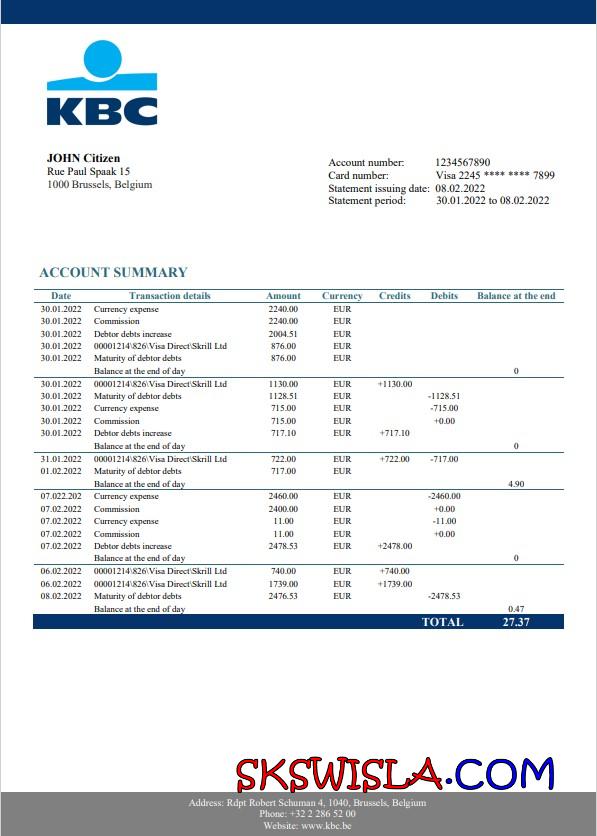 KBC
JOHN Citizen
Rue Paul Spaak 15
1000 Brussels, Belgium
Account number: 1234567890
Card number: Visa 2245 **** **** 7899
Statement issuing date: 08.02.2022
Statement period: 30.01.2022 to 08.02.2022
ACCOUNT SUMMARY
Date Transaction details Amount Currency Credits Debits Balance at the end
30.01.2022 Currency expense 2240.00 EUR
30.01.2022 Commission 2240.00 EUR
30.01.2022 Debtor debts increase 2004.51 EUR
30.01.2022 00001214\826\Visa Direct\Skrill Ltd 876.00 EUR
30.01.2022 Maturity of debtor debts 876.00 EUR
Balance at the end of day 0
30.01.2022 00001214\826\Visa Direct\Skrill Ltd 1130.00 EUR +1130.00
30.01.2022 Maturity of debtor debts 1128.51 EUR -1128.51
30.01.2022 Currency expense 715.00 EUR -715.00
30.01.2022 Commission 715.00 EUR +0.00
30.01.2022 Debtor debts increase 717.10 EUR +717.10
Balance at the end of day 0
31.01.2022 00001214\826\Visa Direct\Skrill Ltd 722.00 EUR +722.00 -717.00
01.02.2022 Maturity of debtor debts 717.00 EUR
Balance at the end of day 4.90
07.022.202 Currency expense 2460.00 EUR -2460.00
07.02.2022 Commission 2400.00 EUR +0.00
07.02.202 Currency expense 11.00 EUR -11.00
07.02.2022 Commission 11.00 EUR +0.00
07.02.2022 Debtor debts increase 2478.53 EUR +2478.00
Balance at the end of day 0
06.02.2022 00001214\826\Visa Direct\Skrill Ltd 740.00 EUR +740.00
06.02.2022 00001214\826\Visa Direct\Skrill Ltd 1739.00 EUR +1739.00
08.02.2022 Maturity of debtor debts 2476.53 EUR -2478.53
Balance at the end of day 0.47
TOTAL 27.37
SKSWISLA.COM
Address: Rdpt Robert Schuman 4, 1040, Brussels, Belgium
Phone: +32 2 286 52 00
Website: www.kbc.be